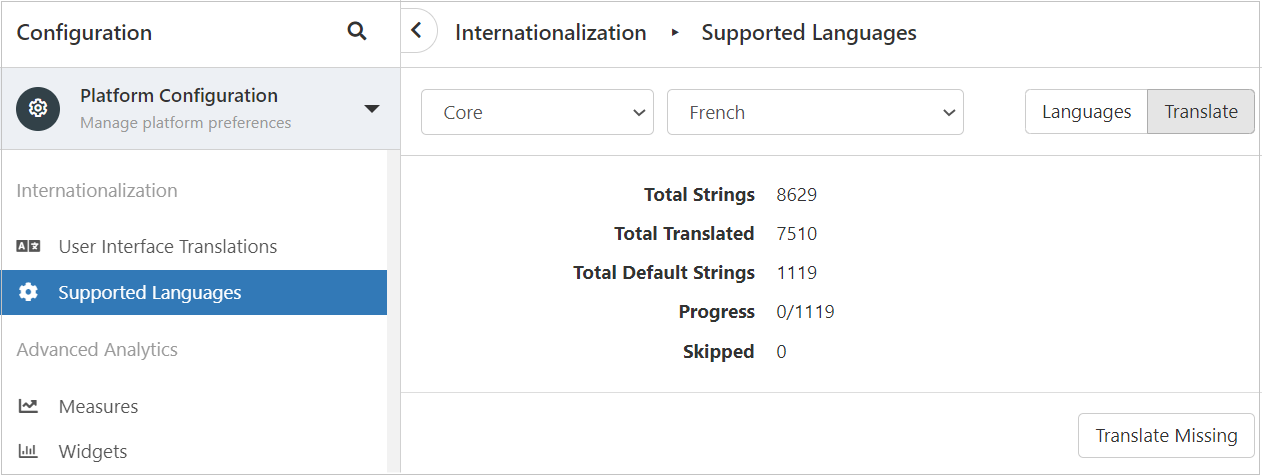 Configuration
Platform Configuration
Manage platform preferences
Internationalization
User Interface Translations
Supported Languages
Advanced Analytics
Measures
Widgets
Internationalization ▸ Supported Languages
Core French Languages Translate
Total Strings 8629
Total Translated 7510
Total Default Strings 1119
Progress 0/1119
Skipped 0
Translate Missing